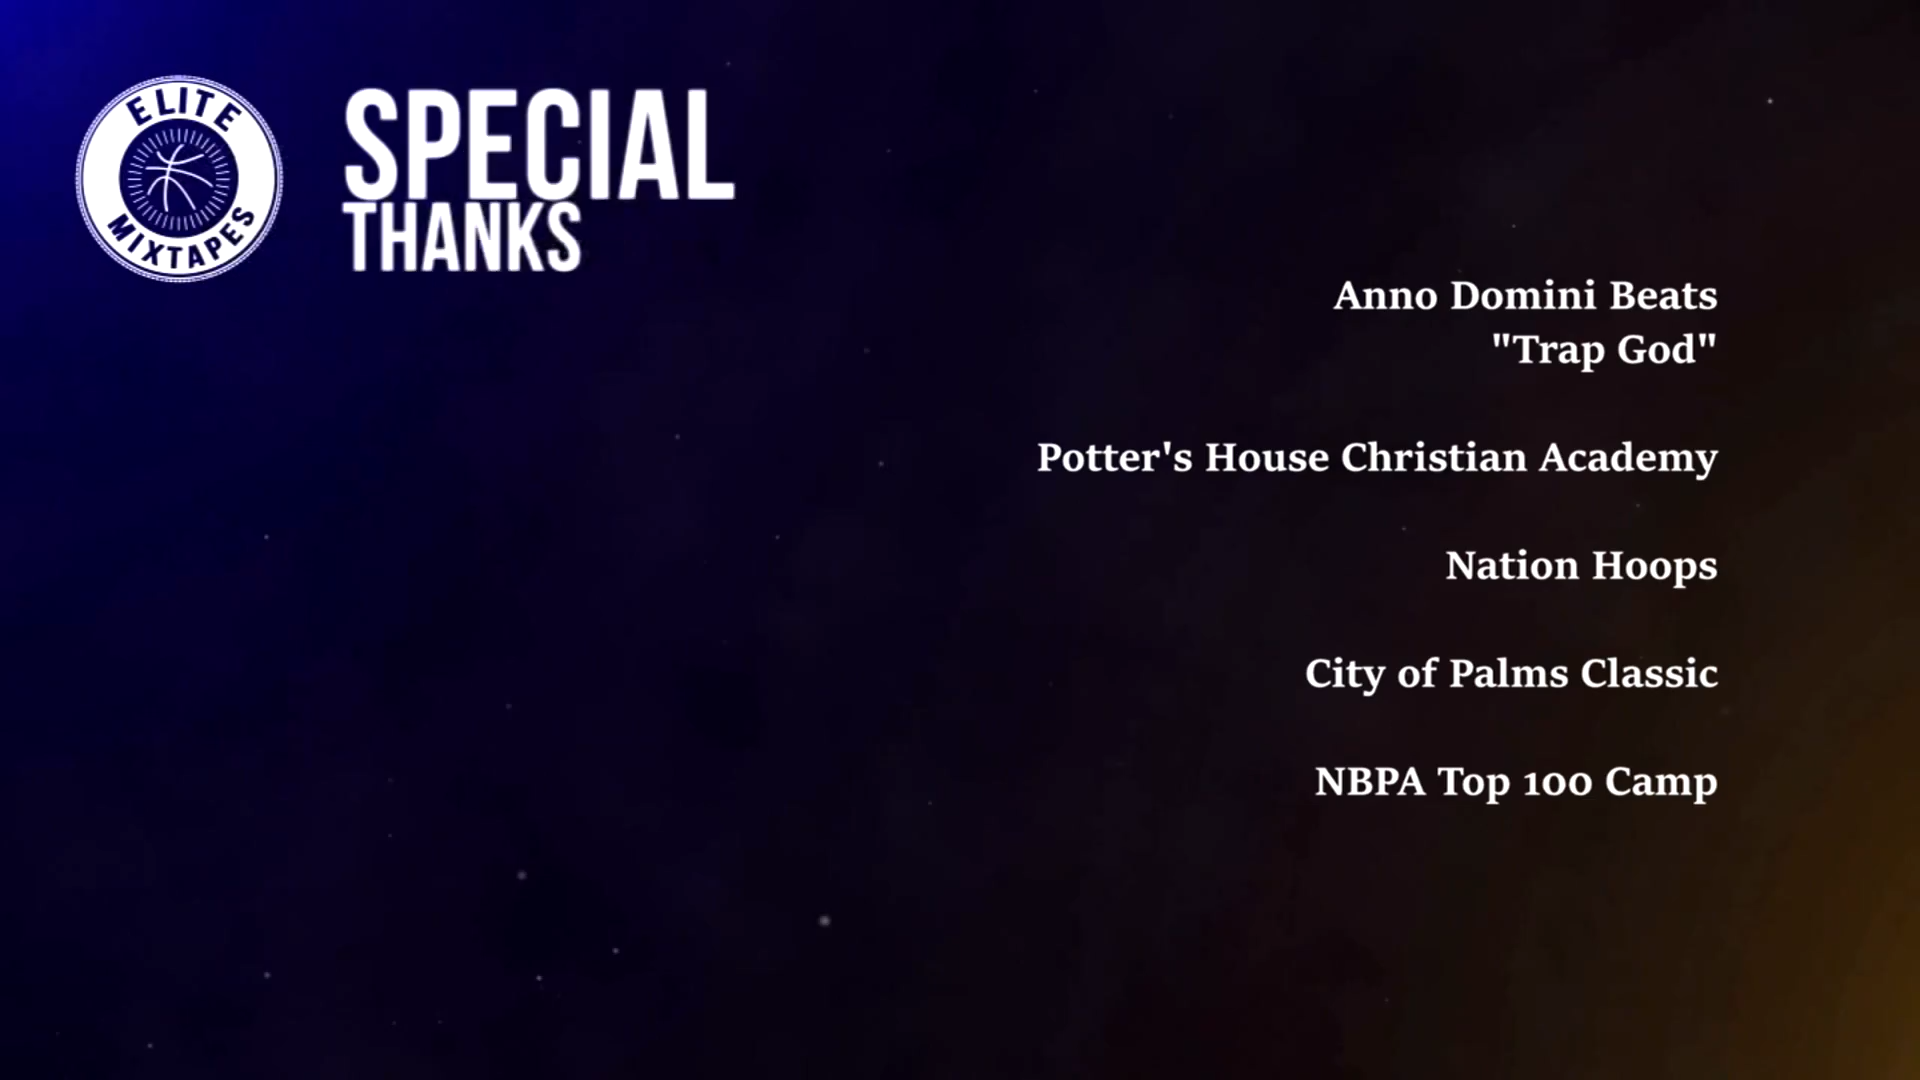 ELITE
MIXTAPES
SPECIAL
THANKS
Anno Domini Beats
"Trap God"
Potter's House Christian Academy
Nation Hoops
City of Palms Classic
NBPA Top 100 Camp